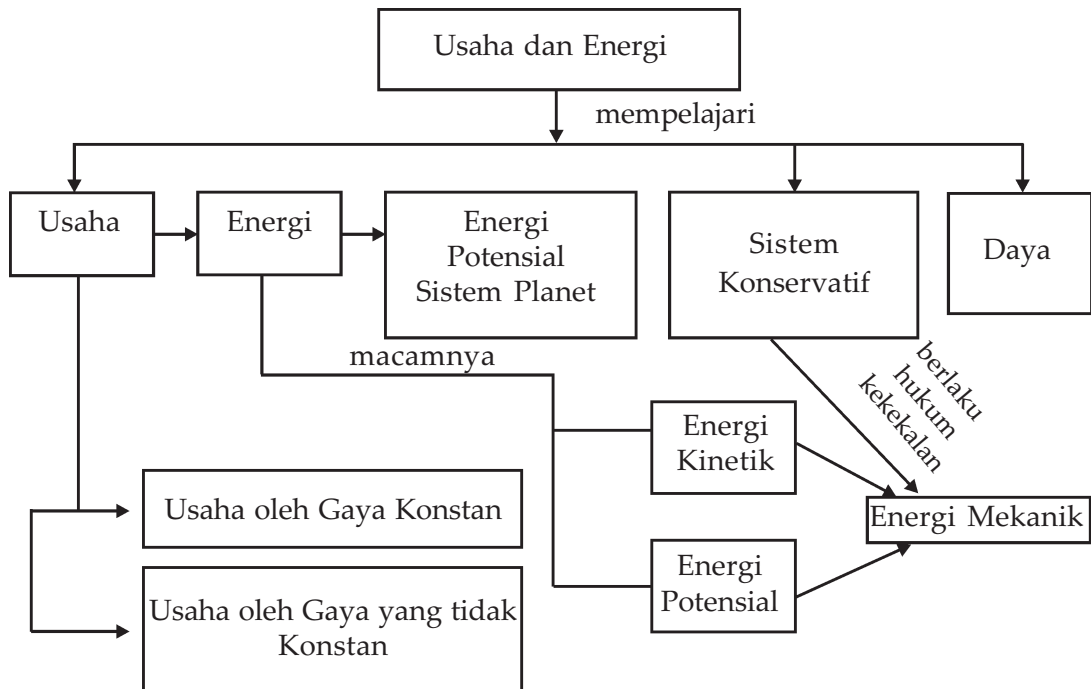 Usaha dan Energi
mempelajari
Usaha
Energi
Energi
Potensial
Sistem Planet
Sistem
Konservatif
Daya
macamnya
berlaku
hukum
kekekalan
Energi
Kinetik
Energi Mekanik
Energi
Potensial
Usaha oleh Gaya Konstan
Usaha oleh Gaya yang tidak
Konstan